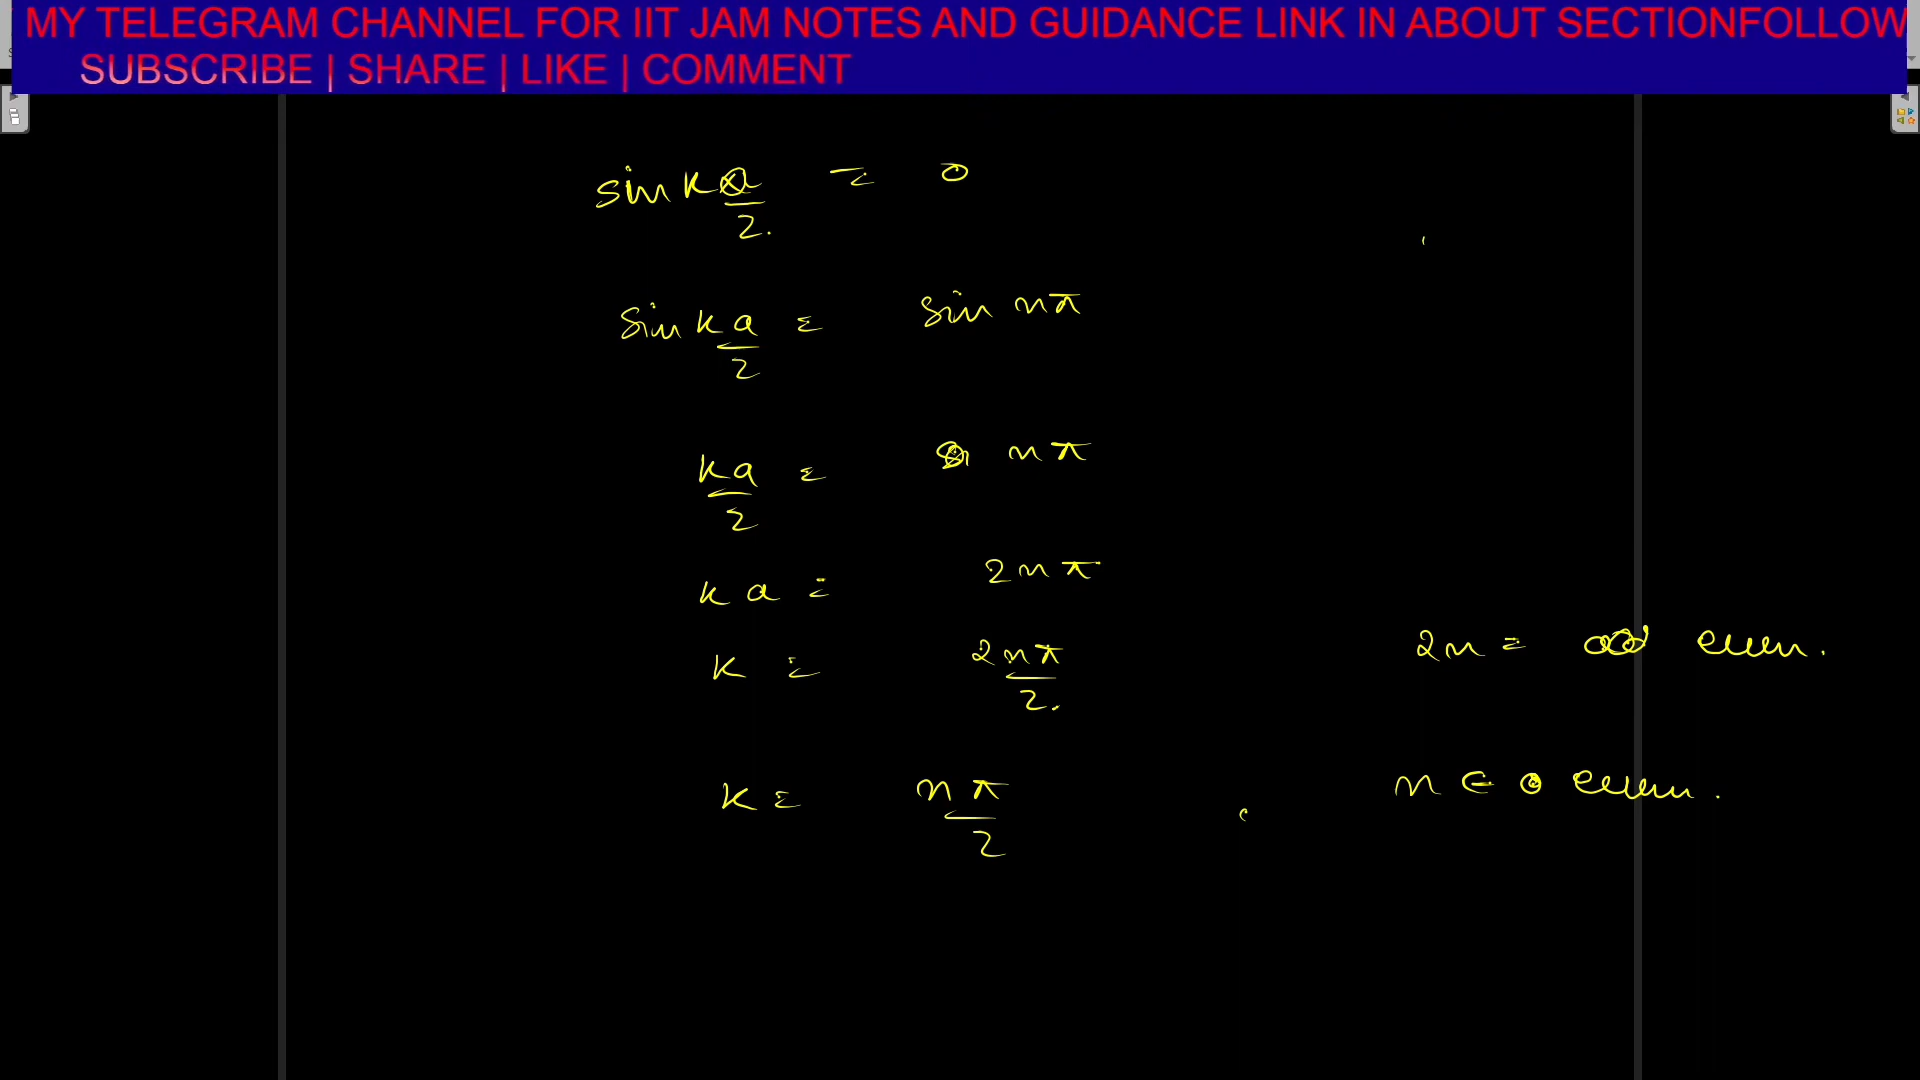 MY TELEGRAM CHANNEL FOR IIT JAM NOTES AND GUIDANCE LINK IN ABOUT SECTIONFOLLOW
SUBSCRIBE | SHARE | LIKE | COMMENT
sin ka/2. = 0
sin ka/2 = sin nπ
ka/2 = nπ
ka = 2nπ
k = 2nπ/2.
2n = even.
k = nπ/2
n ∈ even.